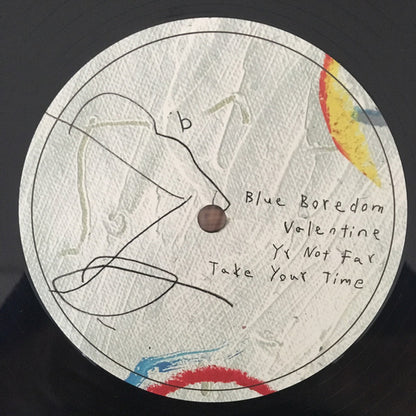 b
Blue Boredom
Valentine
Yr Not Far
Take Your Time